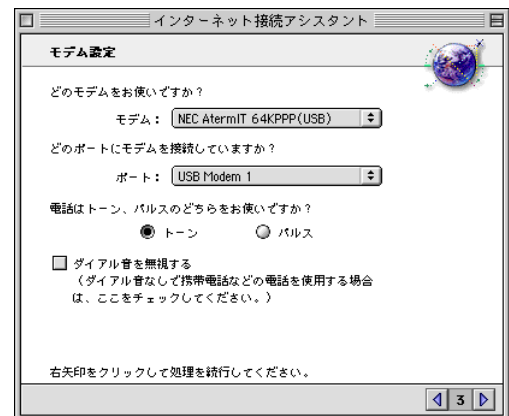 インターネット接続アシスタント
モデム設定
どのモデムをお使いですか？
モデム： NEC AtermIT 64KPPP(USB)
どのポートにモデムを接続していますか？
ポート： USB Modem 1
電話はトーン、パルスのどちらをお使いですか？
トーン パルス
ダイアル音を無視する
（ダイアル音なしで携帯電話などの電話を使用する場合
は、ここをチェックしてください。）
右矢印をクリックして処理を続行してください。
3